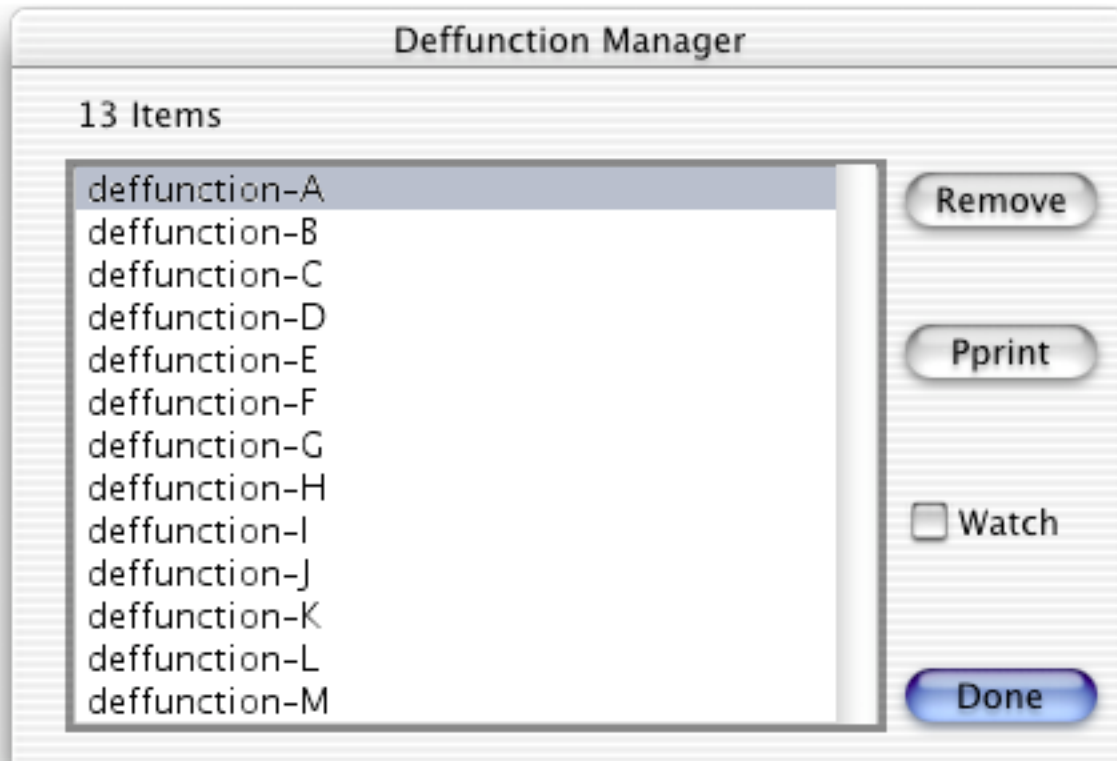 Deffunction Manager
13 Items
deffunction-A
deffunction-B
deffunction-C
deffunction-D
deffunction-E
deffunction-F
deffunction-G
deffunction-H
deffunction-I
deffunction-J
deffunction-K
deffunction-L
deffunction-M
Remove
Pprint
Watch
Done